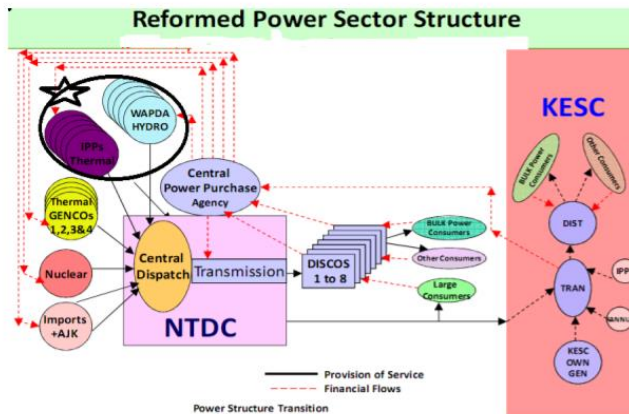 Reformed Power Sector Structure
KESC
WAPDA
HYDRO
IPPs
Thermal
Central
Power Purchase
Agency
Thermal
GENCOs
1,2,3&4
Nuclear
Imports
+AJK
Central
Dispatch
Transmission
NTDC
DISCOS
1 to 8
BULK Power
Consumers
Other Consumers
Large
Consumers
BULK Power
Consumers
Other
Consumers
DIST
TRAN
IPP
KESC
OWN
GEN
Provision of Service
Financial Flows
Power Structure Transition